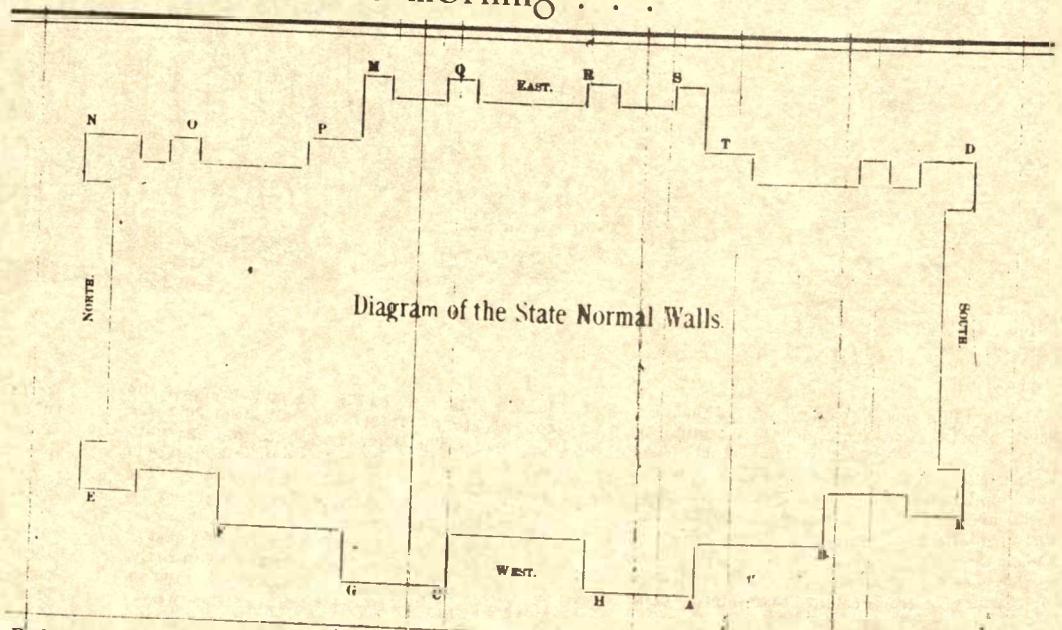 M Q EAST. R S
N O P T D
NORTH.
Diagram of the State Normal Walls.
SOUTH.
E F B K
G C WEST. H A